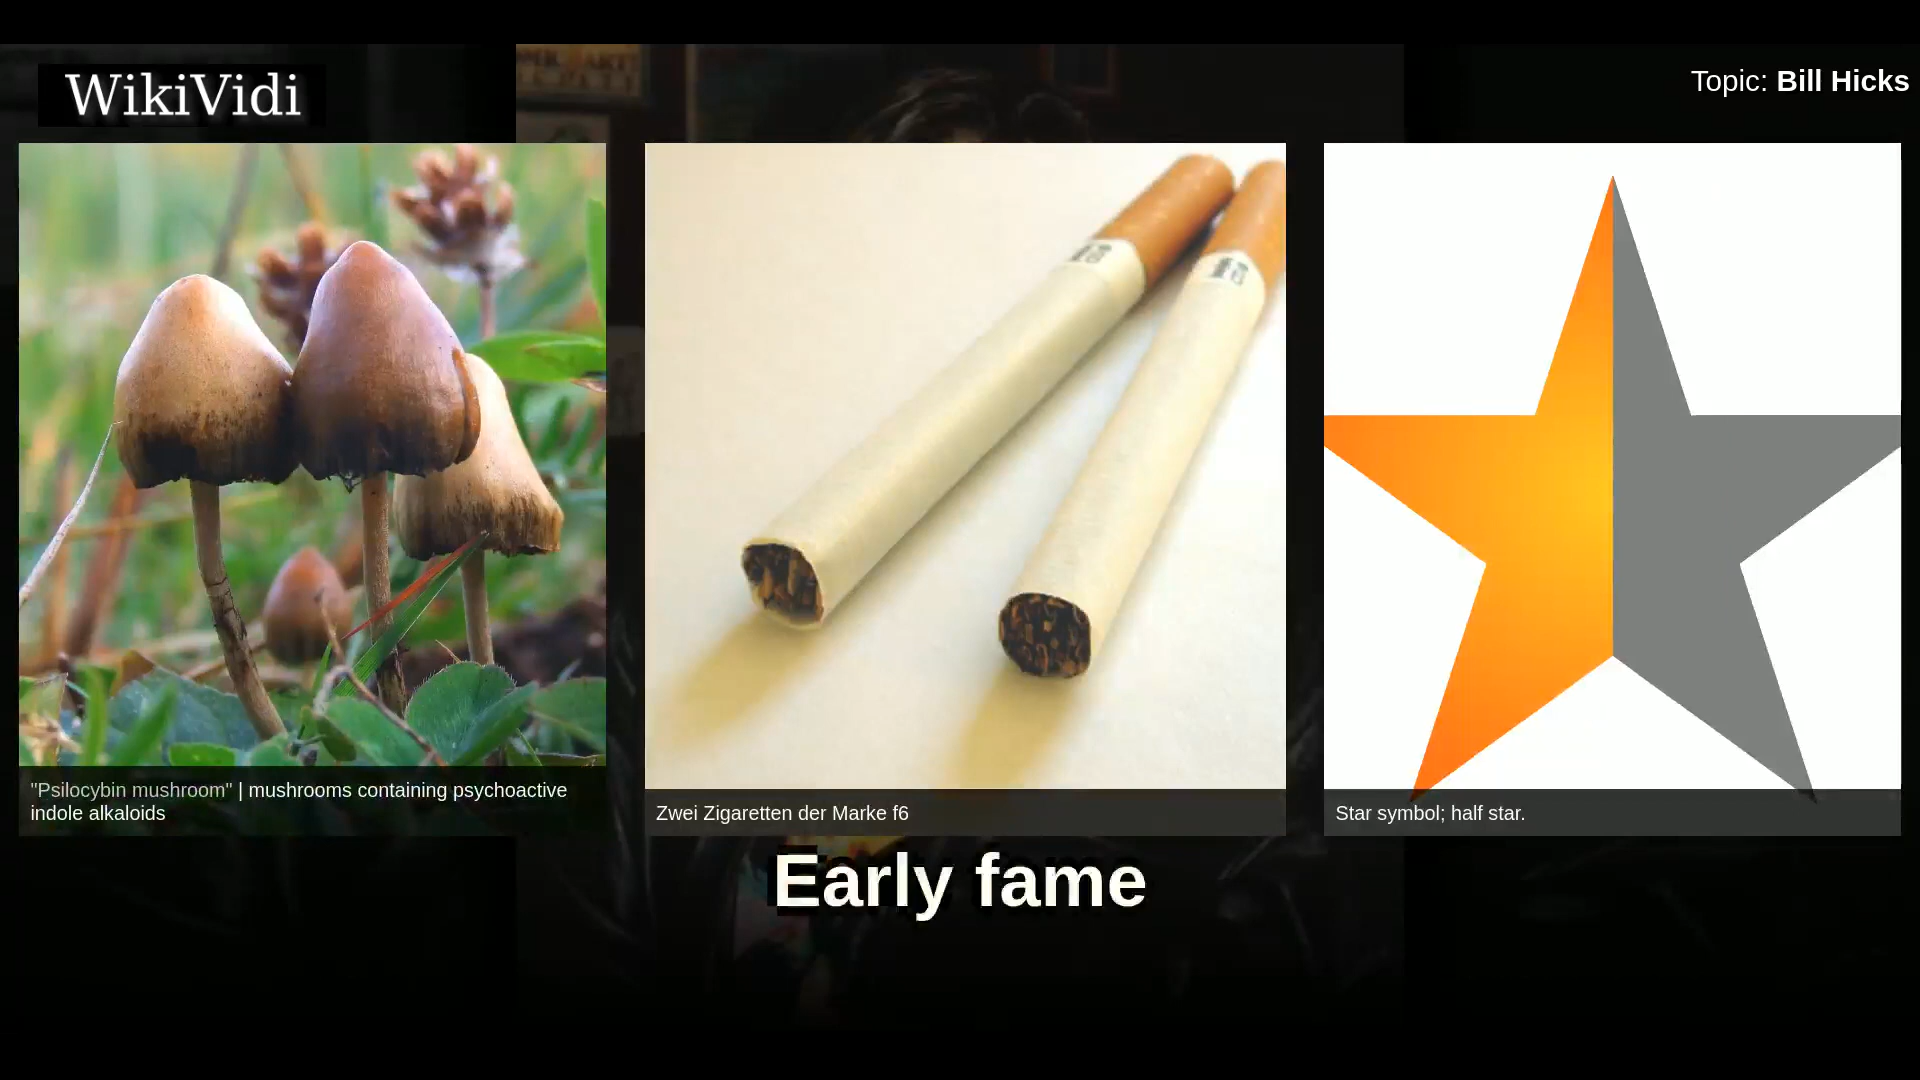 WikiVidi
Topic: Bill Hicks
"Psilocybin mushroom" | mushrooms containing psychoactive
indole alkaloids
Zwei Zigaretten der Marke f6
Star symbol; half star.
Early fame